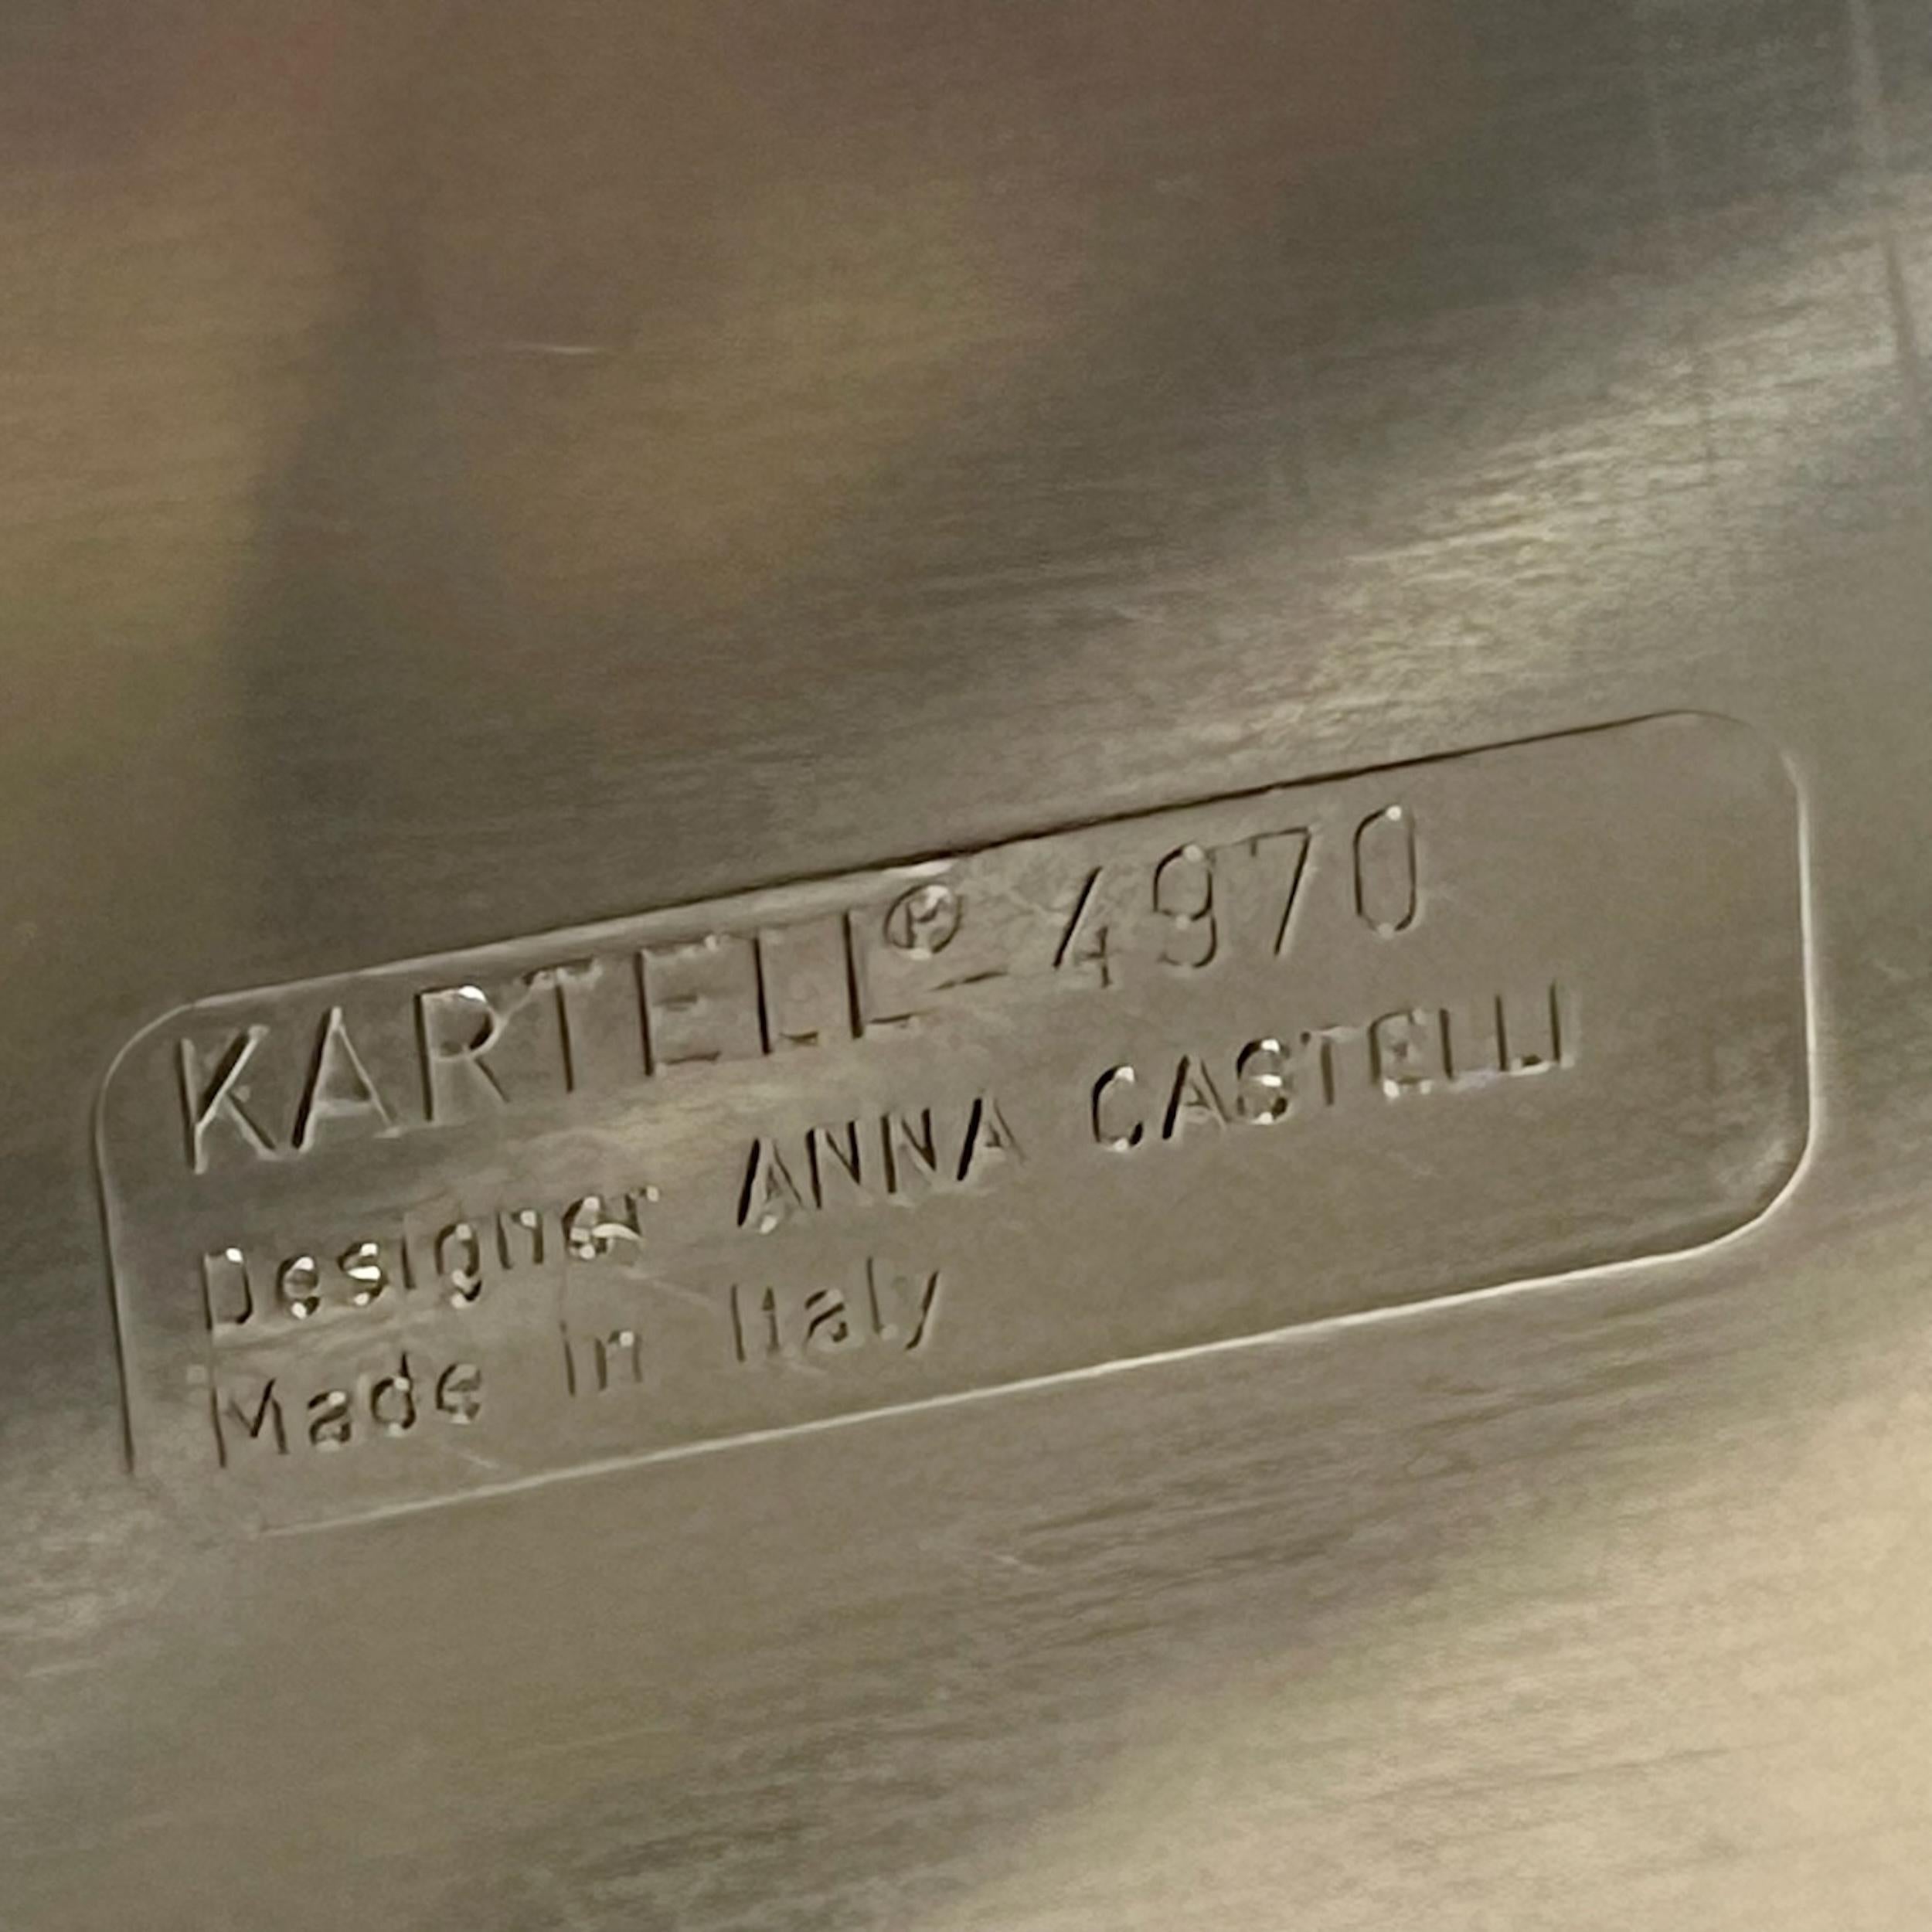 KARTELL® - 4970
Designer ANNA CASTELLI
Made in Italy